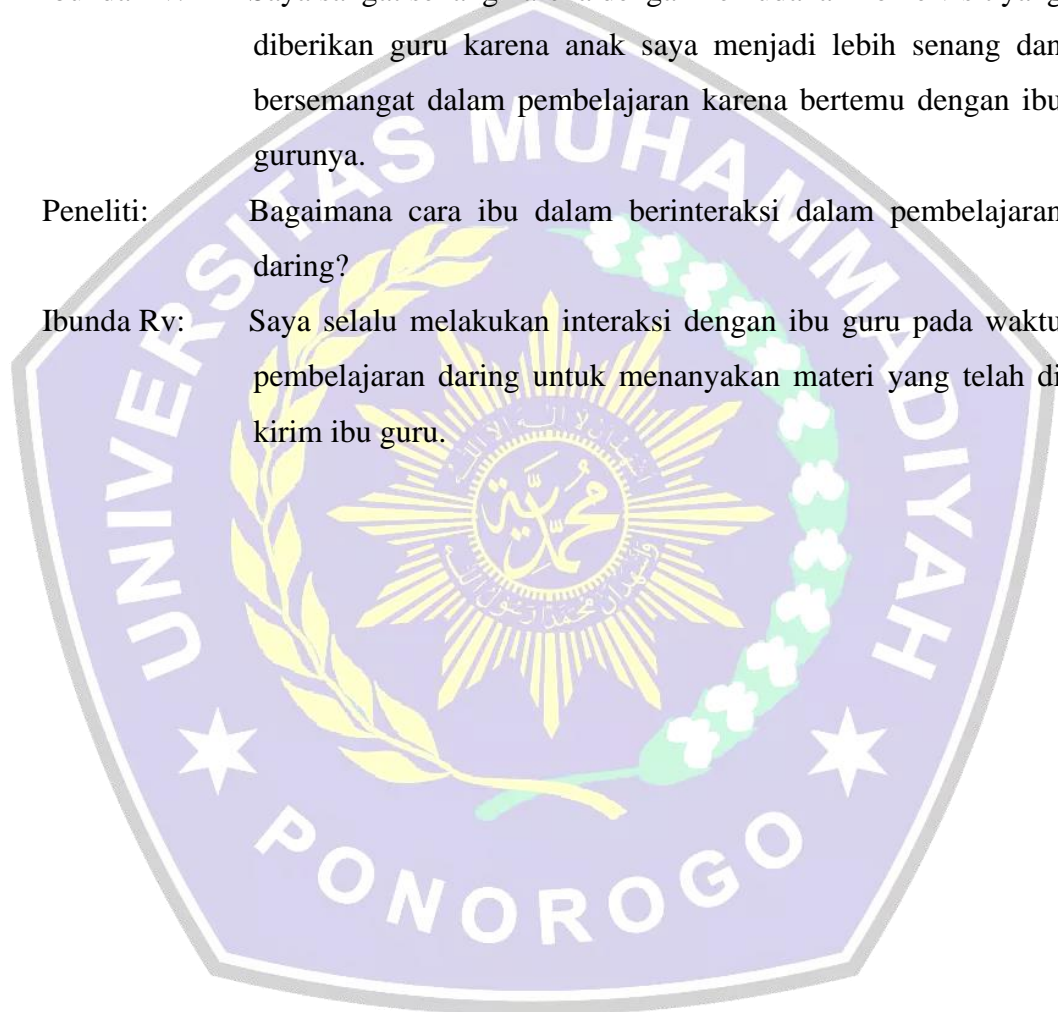 diberikan guru karena anak saya menjadi lebih senang dan
bersemangat dalam pembelajaran karena bertemu dengan ibu
gurunya.
Peneliti: Bagaimana cara ibu dalam berinteraksi dalam pembelajaran
daring?
Ibunda Rv: Saya selalu melakukan interaksi dengan ibu guru pada waktu
pembelajaran daring untuk menanyakan materi yang telah di
kirim ibu guru.
UNIVERSITAS MUHAMMADIYAH
PONOROGO
محمدية